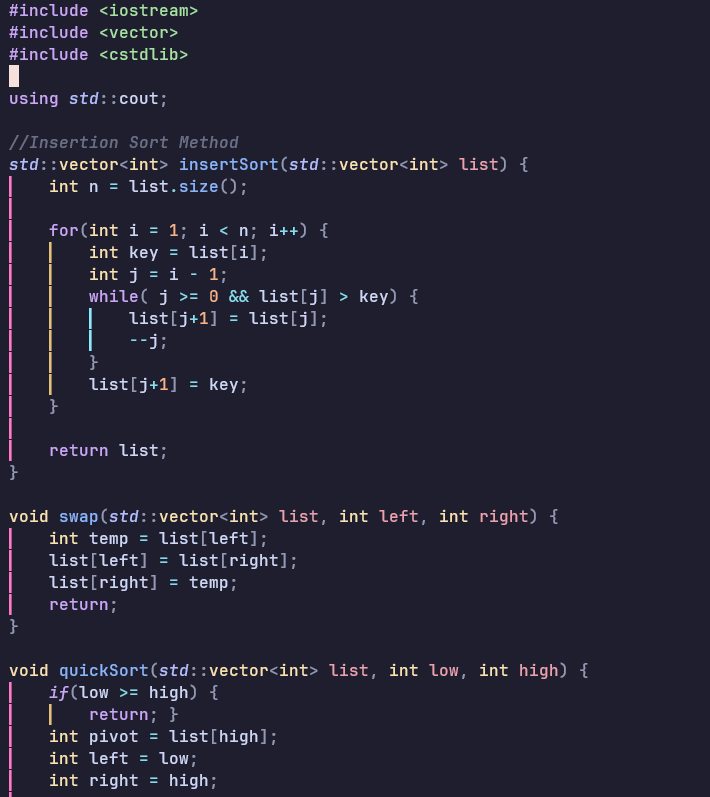 #include <iostream>
#include <vector>
#include <cstdlib>
using std::cout;
//Insertion Sort Method
std::vector<int> insertSort(std::vector<int> list) {
    int n = list.size();
    for(int i = 1; i < n; i++) {
        int key = list[i];
        int j = i - 1;
        while( j >= 0 && list[j] > key) {
            list[j+1] = list[j];
            --j;
        }
        list[j+1] = key;
    }
    return list;
}
void swap(std::vector<int> list, int left, int right) {
    int temp = list[left];
    list[left] = list[right];
    list[right] = temp;
    return;
}
void quickSort(std::vector<int> list, int low, int high) {
    if(low >= high) {
        return; }
    int pivot = list[high];
    int left = low;
    int right = high;